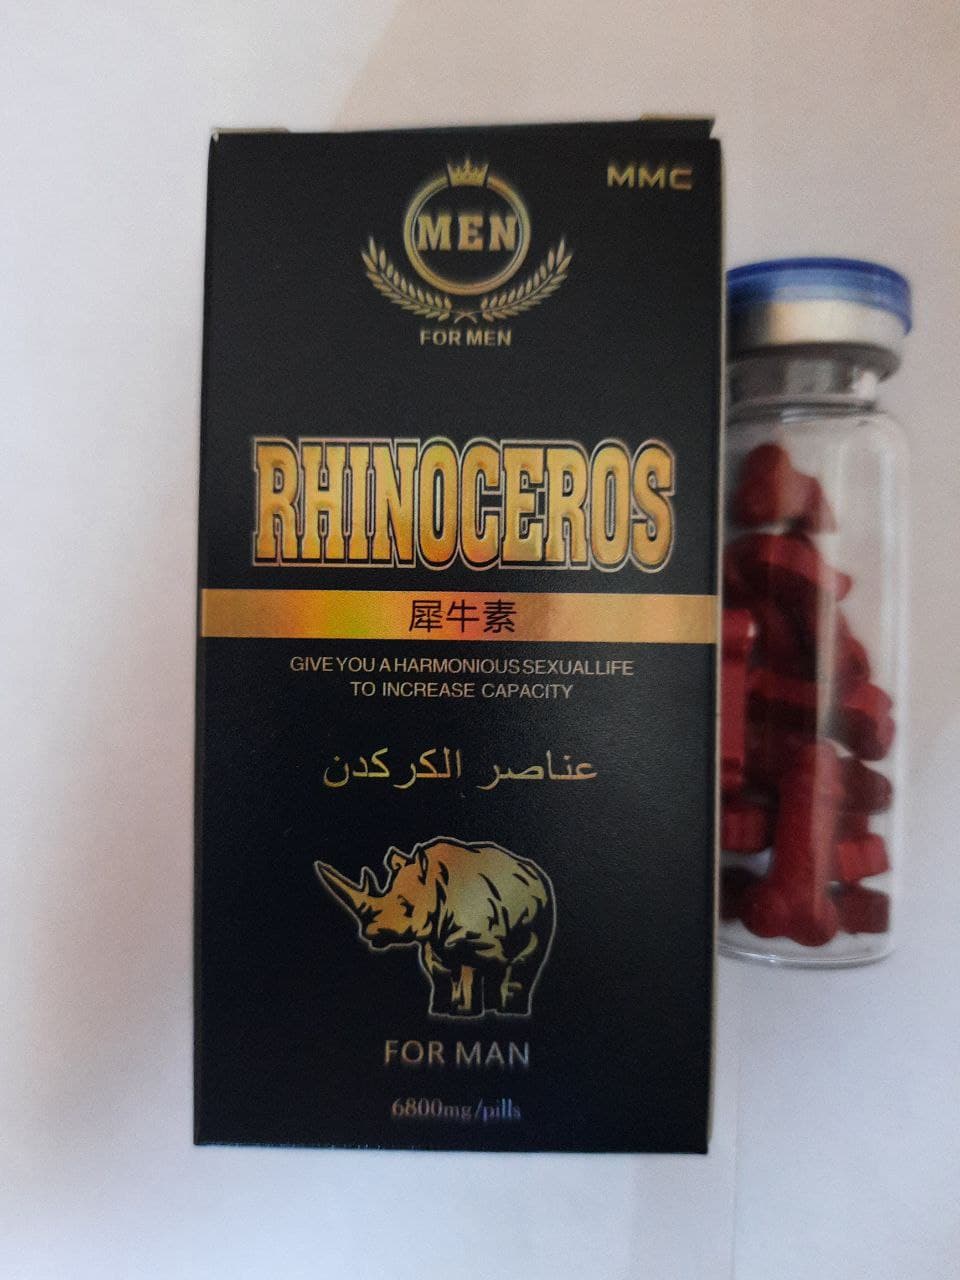 MMC
MEN
FOR MEN
RHINOCEROS
犀牛素
GIVE YOU A HARMONIOUS SEXUALLIFE
TO INCREASE CAPACITY
عناصر الكركدن
FOR MAN
6800mg/pills